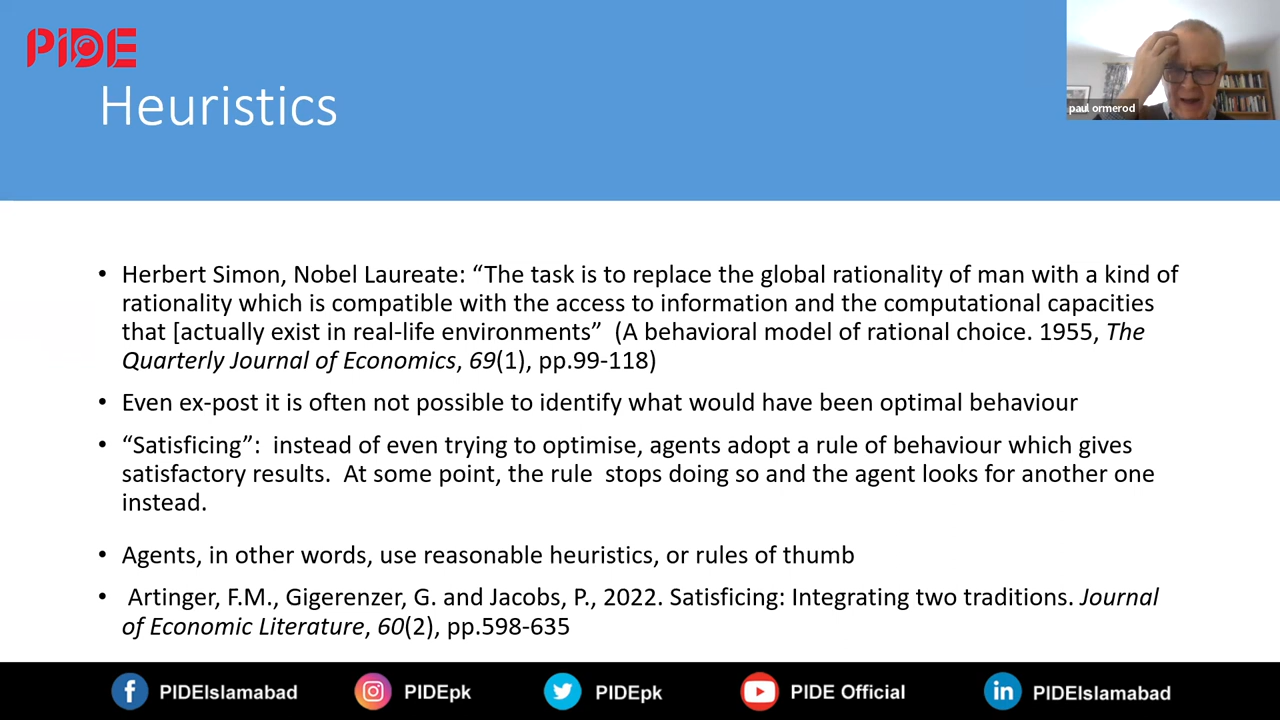 PIDE
Heuristics
paul ormerod
• Herbert Simon, Nobel Laureate: “The task is to replace the global rationality of man with a kind of
rationality which is compatible with the access to information and the computational capacities
that [actually exist in real-life environments”  (A behavioral model of rational choice. 1955, The
Quarterly Journal of Economics, 69(1), pp.99-118)
• Even ex-post it is often not possible to identify what would have been optimal behaviour
• “Satisficing”:  instead of even trying to optimise, agents adopt a rule of behaviour which gives
satisfactory results.  At some point, the rule  stops doing so and the agent looks for another one
instead.
• Agents, in other words, use reasonable heuristics, or rules of thumb
• Artinger, F.M., Gigerenzer, G. and Jacobs, P., 2022. Satisficing: Integrating two traditions. Journal
of Economic Literature, 60(2), pp.598-635
PIDEIslamabad PIDEpk PIDEpk PIDE Official PIDEIslamabad